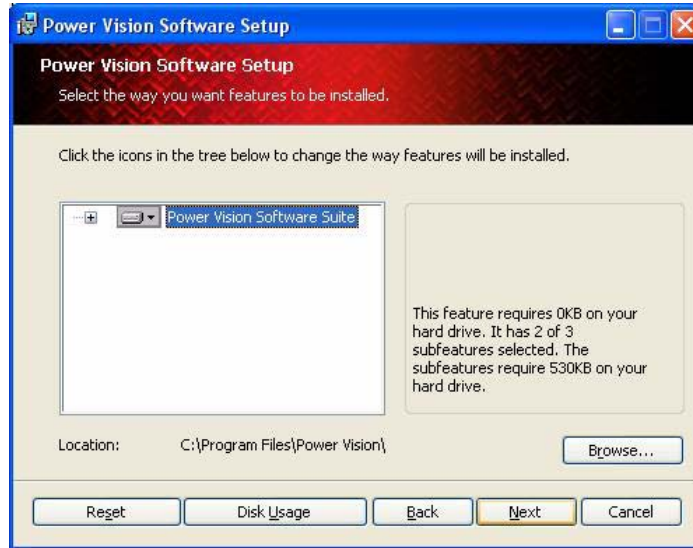 Power Vision Software Setup
Power Vision Software Setup
Select the way you want features to be installed.
Click the icons in the tree below to change the way features will be installed.
Power Vision Software Suite
This feature requires 0KB on your
hard drive. It has 2 of 3
subfeatures selected. The
subfeatures require 530KB on your
hard drive.
Location: C:\Program Files\Power Vision\
Browse...
Reset Disk Usage Back Next Cancel